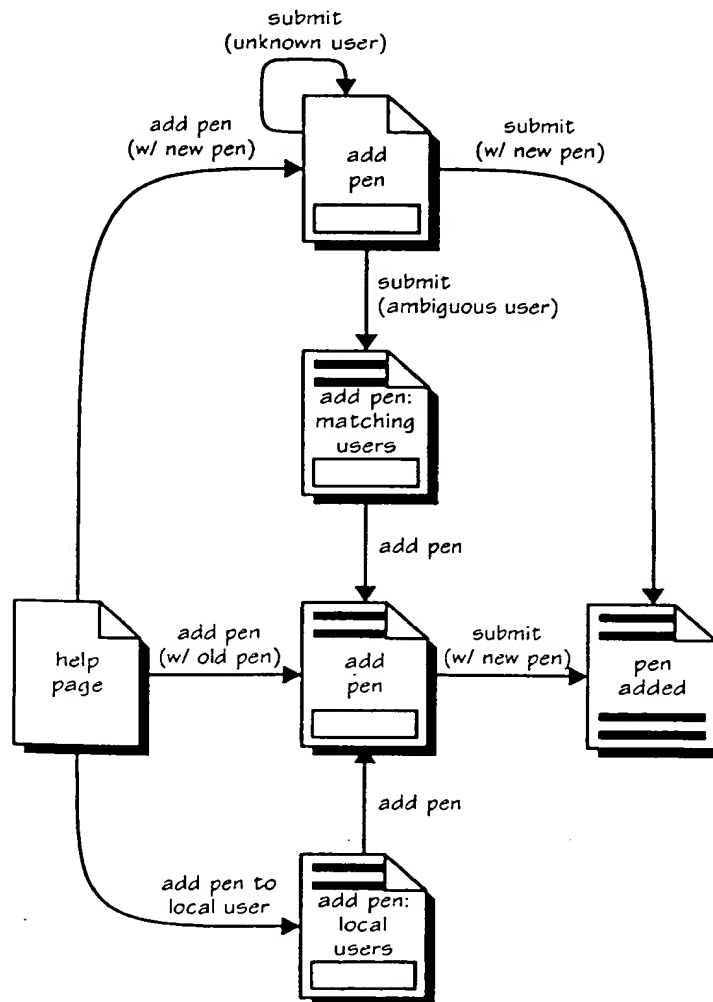 submit
(unknown user)
add pen
(w/ new pen)
submit
(w/ new pen)
add
pen
submit
(ambiguous user)
add pen:
matching
users
add pen
help
page
add pen
(w/ old pen)
add
pen
submit
(w/ new pen)
pen
added
add pen
add pen to
local user
add pen:
local
users